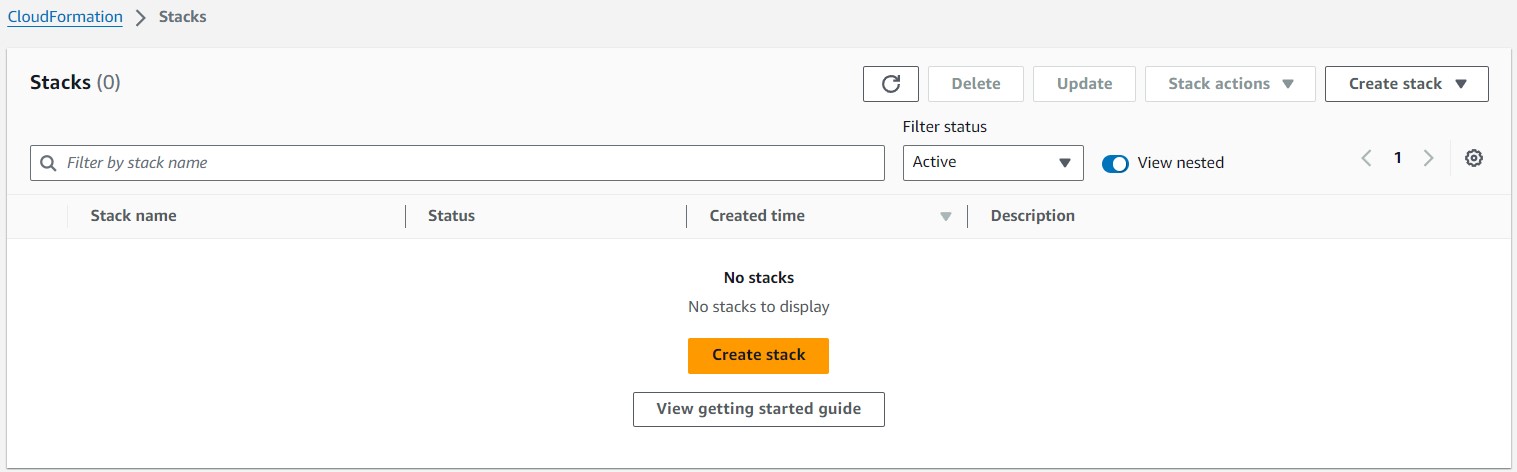 CloudFormation > Stacks
Stacks (0)
Delete Update Stack actions Create stack
Filter status
Filter by stack name Active View nested 1
Stack name Status Created time Description
No stacks
No stacks to display
Create stack
View getting started guide